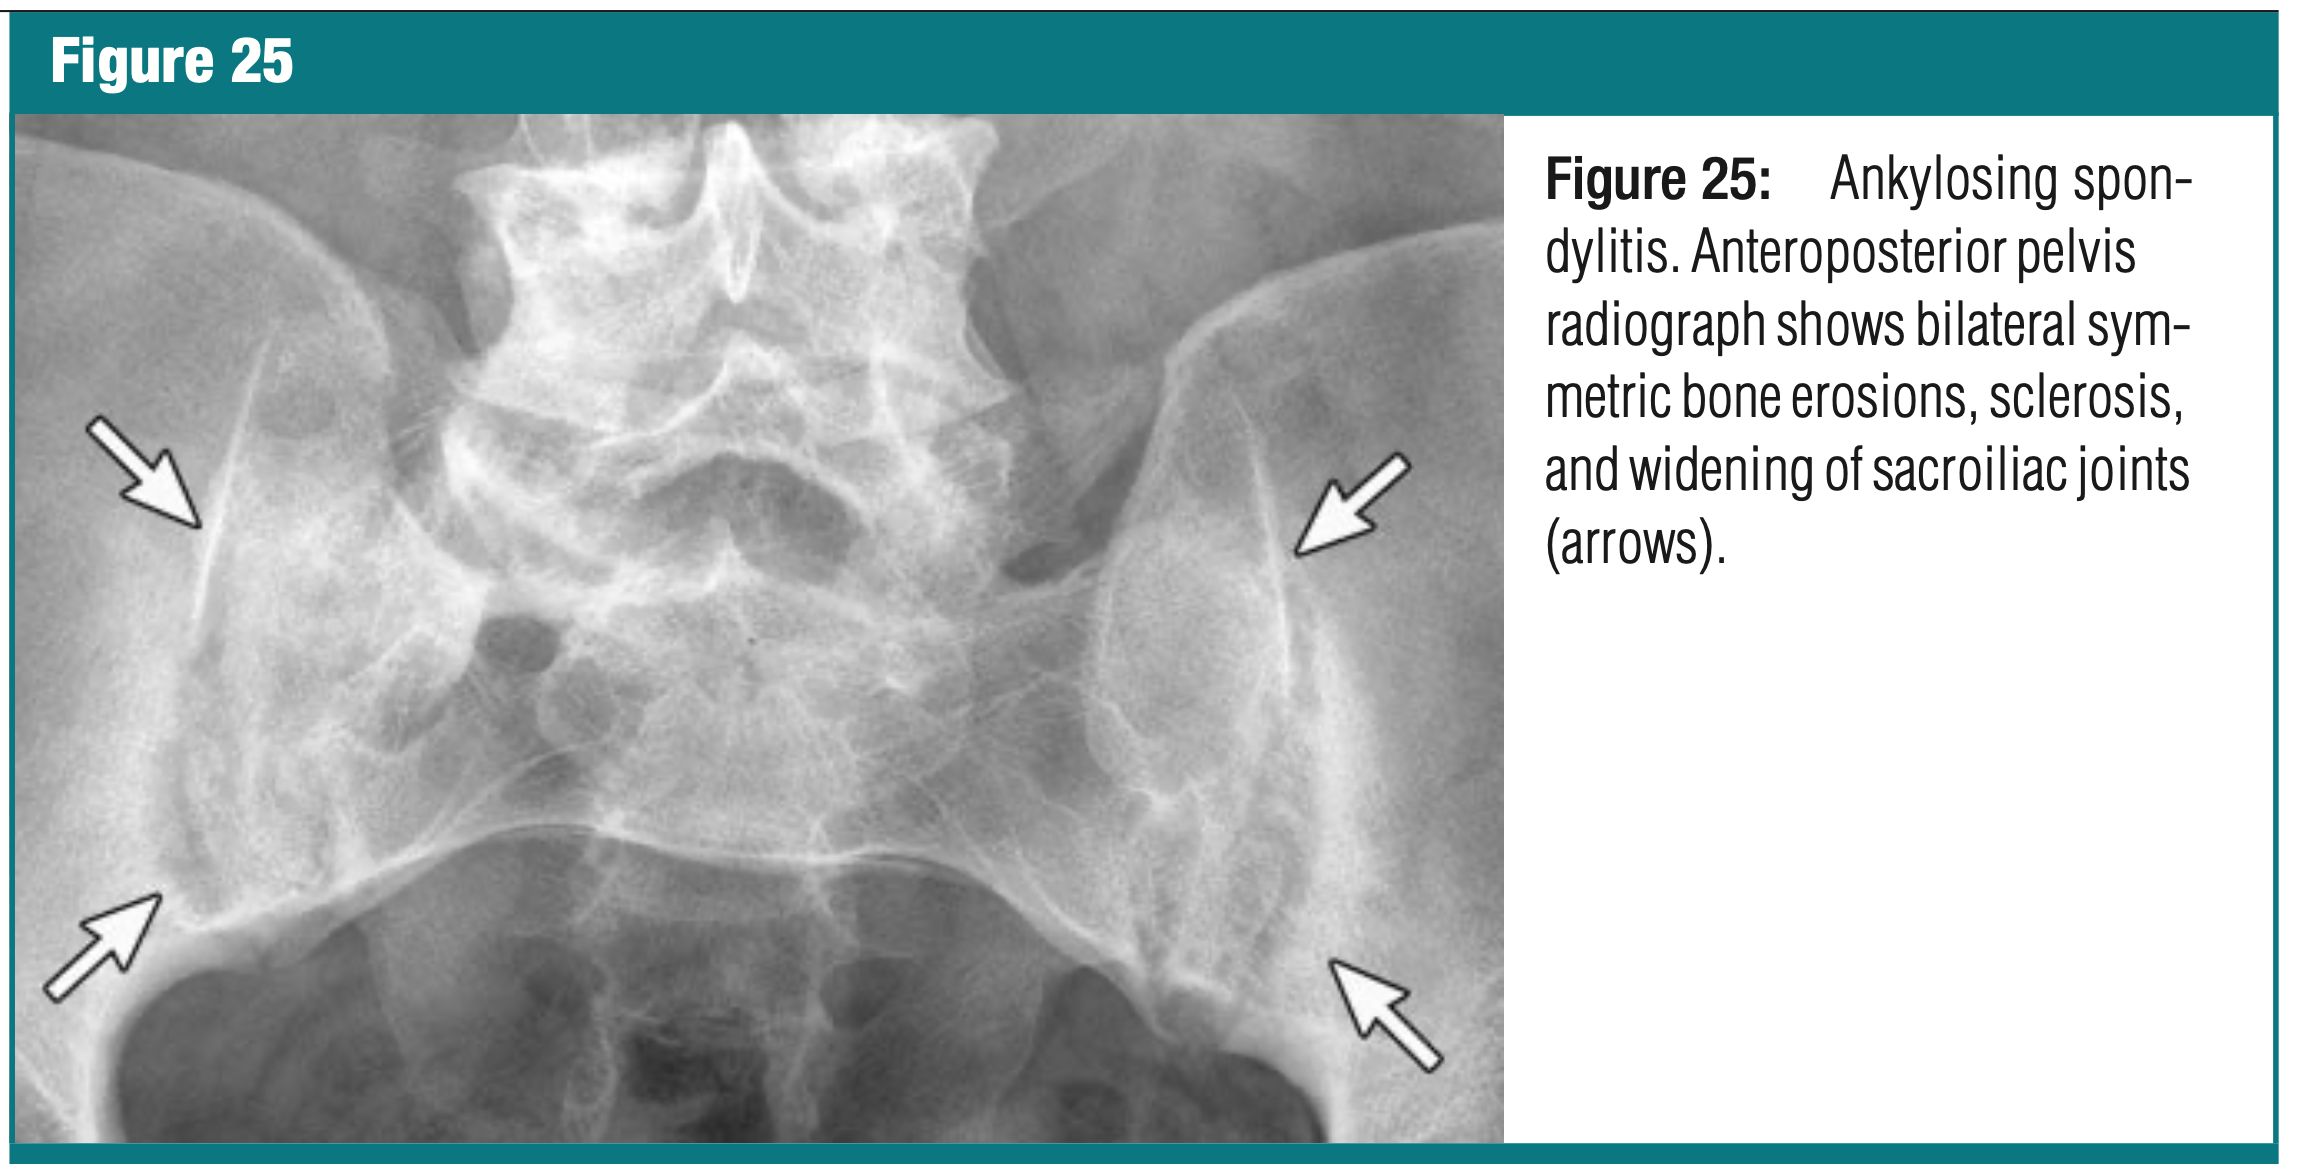 Figure 25
Figure 25: Ankylosing spon-
dylitis. Anteroposterior pelvis
radiograph shows bilateral sym-
metric bone erosions, sclerosis,
and widening of sacroiliac joints
(arrows).